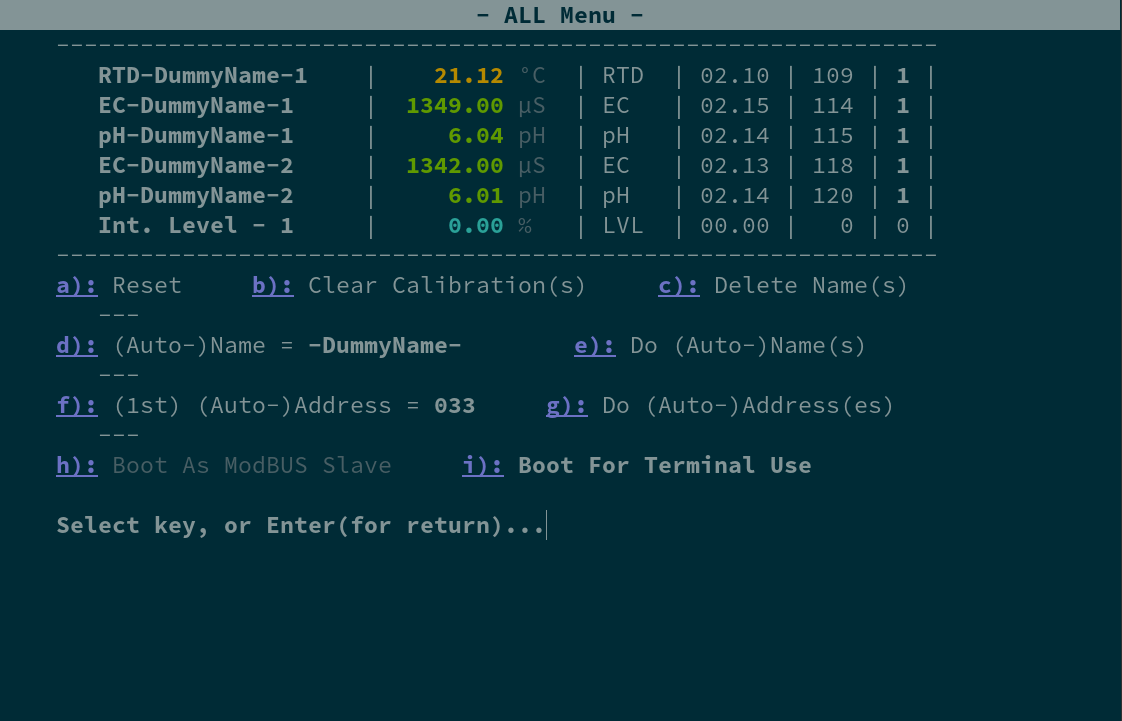 - ALL Menu -
---------------------------------------------------------------
RTD-DummyName-1 | 21.12 °C | RTD | 02.10 | 109 | 1 |
EC-DummyName-1 | 1349.00 µS | EC | 02.15 | 114 | 1 |
pH-DummyName-1 | 6.04 pH | pH | 02.14 | 115 | 1 |
EC-DummyName-2 | 1342.00 µS | EC | 02.13 | 118 | 1 |
pH-DummyName-2 | 6.01 pH | pH | 02.14 | 120 | 1 |
Int. Level - 1 | 0.00 % | LVL | 00.00 | 0 | 0 |
---------------------------------------------------------------
a): Reset b): Clear Calibration(s) c): Delete Name(s)
---
d): (Auto-)Name = -DummyName- e): Do (Auto-)Name(s)
---
f): (1st) (Auto-)Address = 033 g): Do (Auto-)Address(es)
---
h): Boot As ModBUS Slave i): Boot For Terminal Use
Select key, or Enter(for return)...